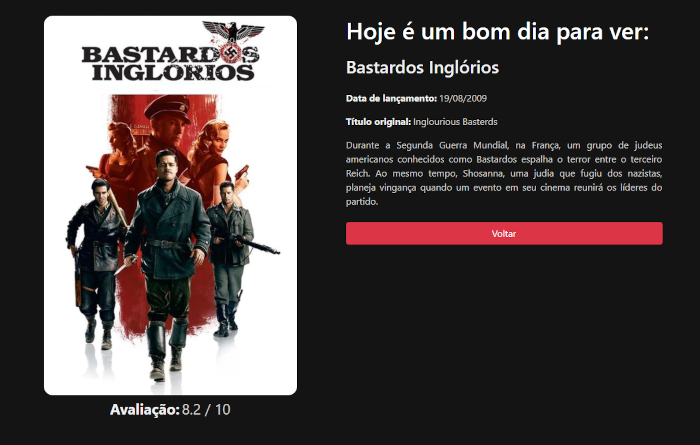 BASTARDOS
INGLÓRIOS
Avaliação: 8.2 / 10
Hoje é um bom dia para ver:
Bastardos Inglórios
Data de lançamento: 19/08/2009
Título original: Inglourious Basterds
Durante a Segunda Guerra Mundial, na França, um grupo de judeus
americanos conhecidos como Bastardos espalha o terror entre o terceiro
Reich. Ao mesmo tempo, Shosanna, uma judia que fugiu dos nazistas,
planeja vingança quando um evento em seu cinema reunirá os líderes do
partido.
Voltar